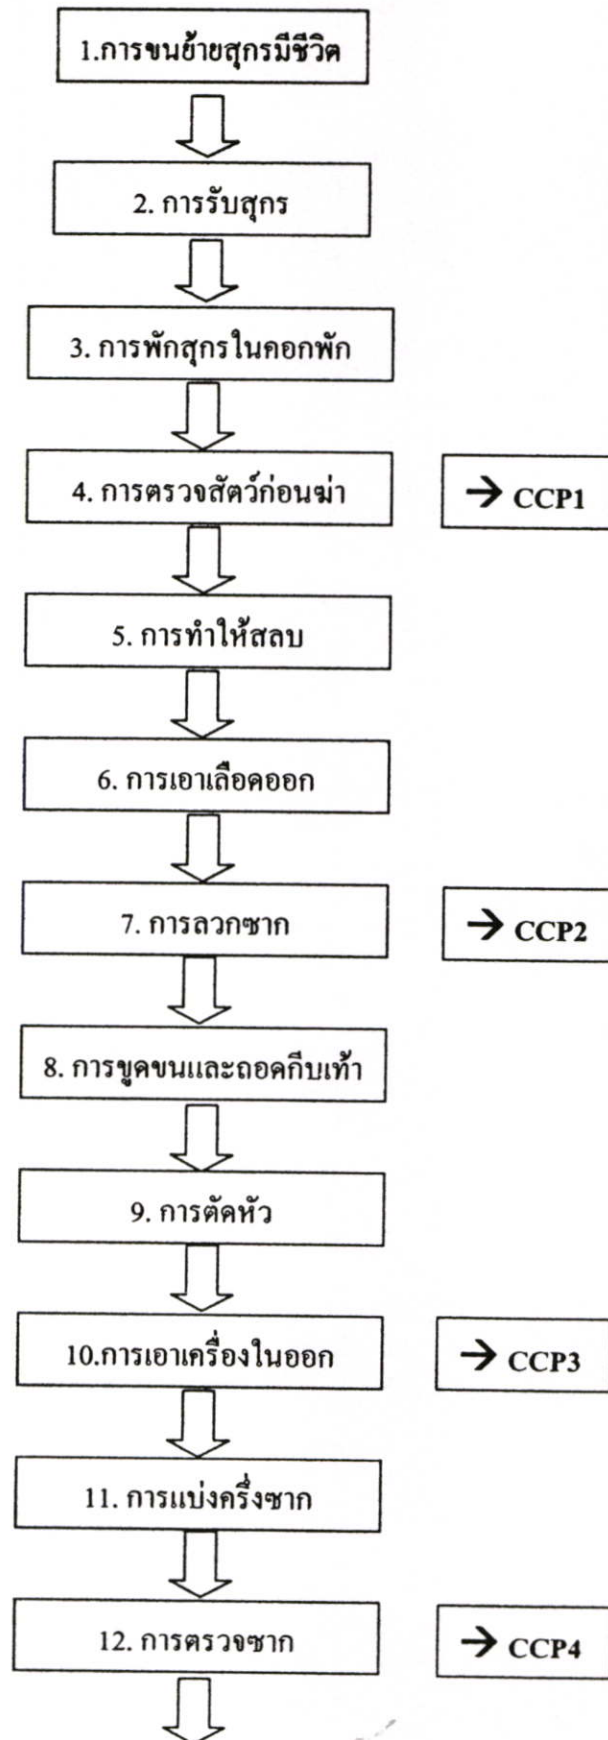 1.การขนย้ายสุกรมีชีวิต
2. การรับสุกร
3. การพักสุกรในคอกพัก
4. การตรวจสัตว์ก่อนฆ่า
→ CCP1
5. การทำให้สลบ
6. การเอาเลือดออก
7. การลวกซาก
→ CCP2
8. การขูดขนและถอดกีบเท้า
9. การตัดหัว
10.การเอาเครื่องในออก
→ CCP3
11. การแบ่งครึ่งซาก
12. การตรวจซาก
→ CCP4